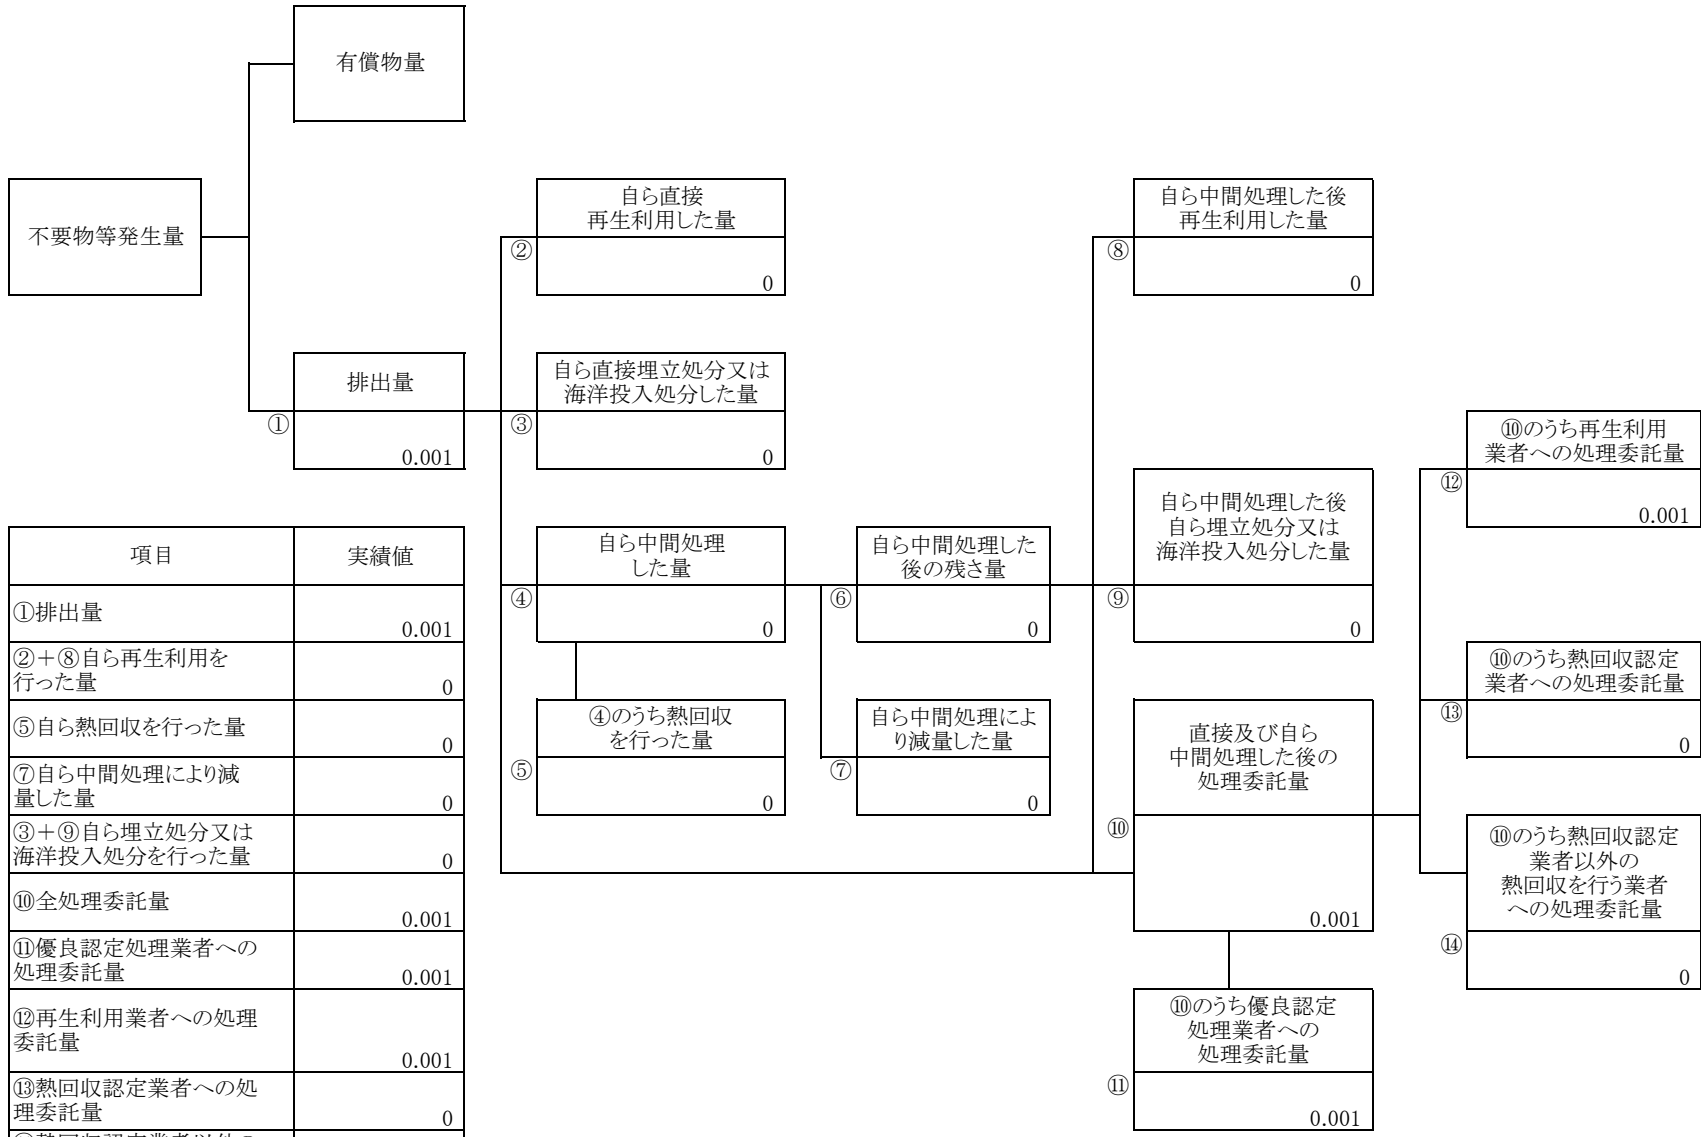 有償物量
不要物等発生量
自ら直接
再生利用した量
②
0
自ら中間処理した後
再生利用した量
⑧
0
排出量
①
0.001
自ら直接埋立処分又は
海洋投入処分した量
③
0
⑩のうち再生利用
業者への処理委託量
⑫
0.001
自ら中間処理
した量
④
0
自ら中間処理した
後の残さ量
⑥
0
自ら中間処理した後
自ら埋立処分又は
海洋投入処分した量
⑨
0
⑩のうち熱回収認定
業者への処理委託量
⑬
0
④のうち熱回収
を行った量
⑤
0
自ら中間処理によ
り減量した量
⑦
0
直接及び自ら
中間処理した後の
処理委託量
⑩
0.001
⑩のうち熱回収認定
業者以外の
熱回収を行う業者
への処理委託量
⑭
0
⑩のうち優良認定
処理業者への
処理委託量
⑪
0.001
項目 実績値
①排出量
0.001
②+⑧自ら再生利用を
行った量 0
⑤自ら熱回収を行った量
0
⑦自ら中間処理により減
量した量 0
③+⑨自ら埋立処分又は
海洋投入処分を行った量 0
⑩全処理委託量
0.001
⑪優良認定処理業者への
処理委託量 0.001
⑫再生利用業者への処理
委託量
0.001
⑬熱回収認定業者への処
理委託量 0